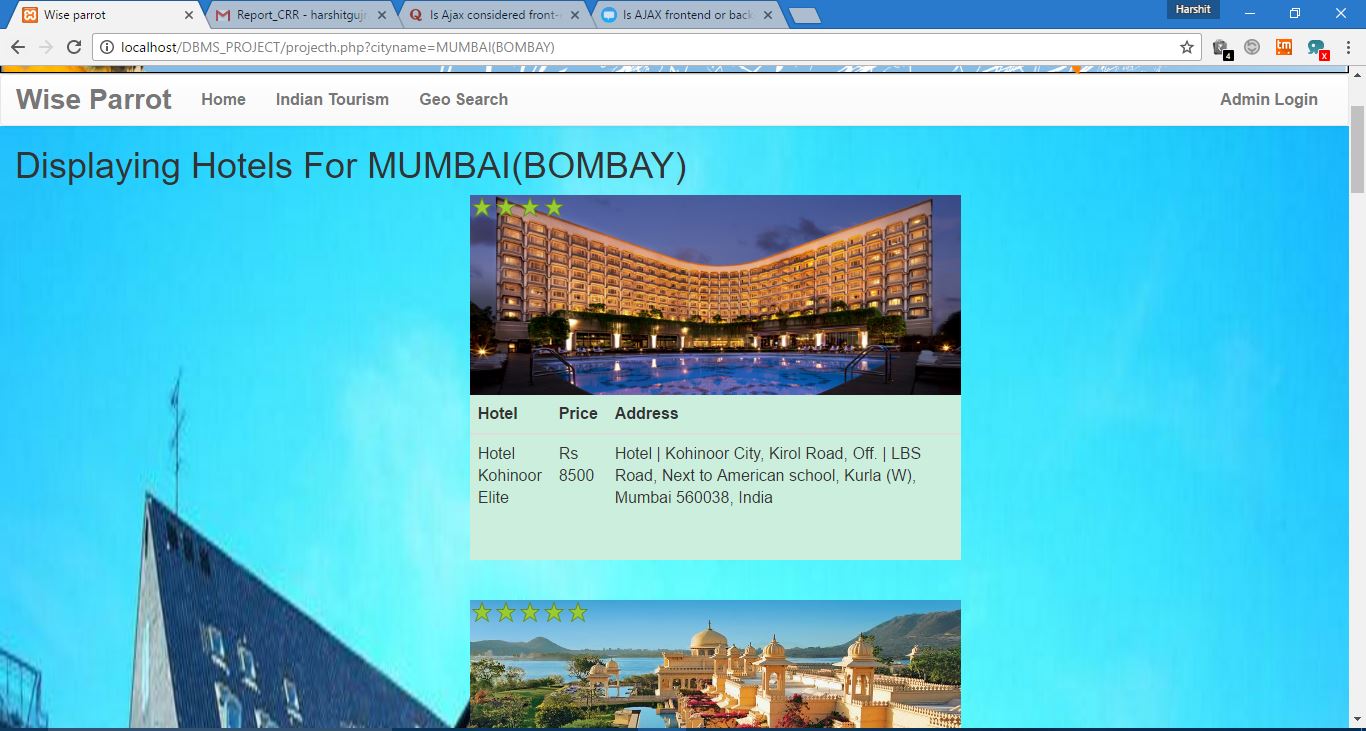 Wise parrot
Report_CRR - harshitguj
Is Ajax considered front-
Is AJAX frontend or back
Harshit
localhost/DBMS_PROJECT/projecth.php?cityname=MUMBAI(BOMBAY)
4
tm
x
Wise Parrot Home Indian Tourism Geo Search Admin Login
Displaying Hotels For MUMBAI(BOMBAY)
Hotel Price Address
Hotel Rs Hotel | Kohinoor City, Kirol Road, Off. | LBS
Kohinoor 8500 Road, Next to American school, Kurla (W),
Elite Mumbai 560038, India